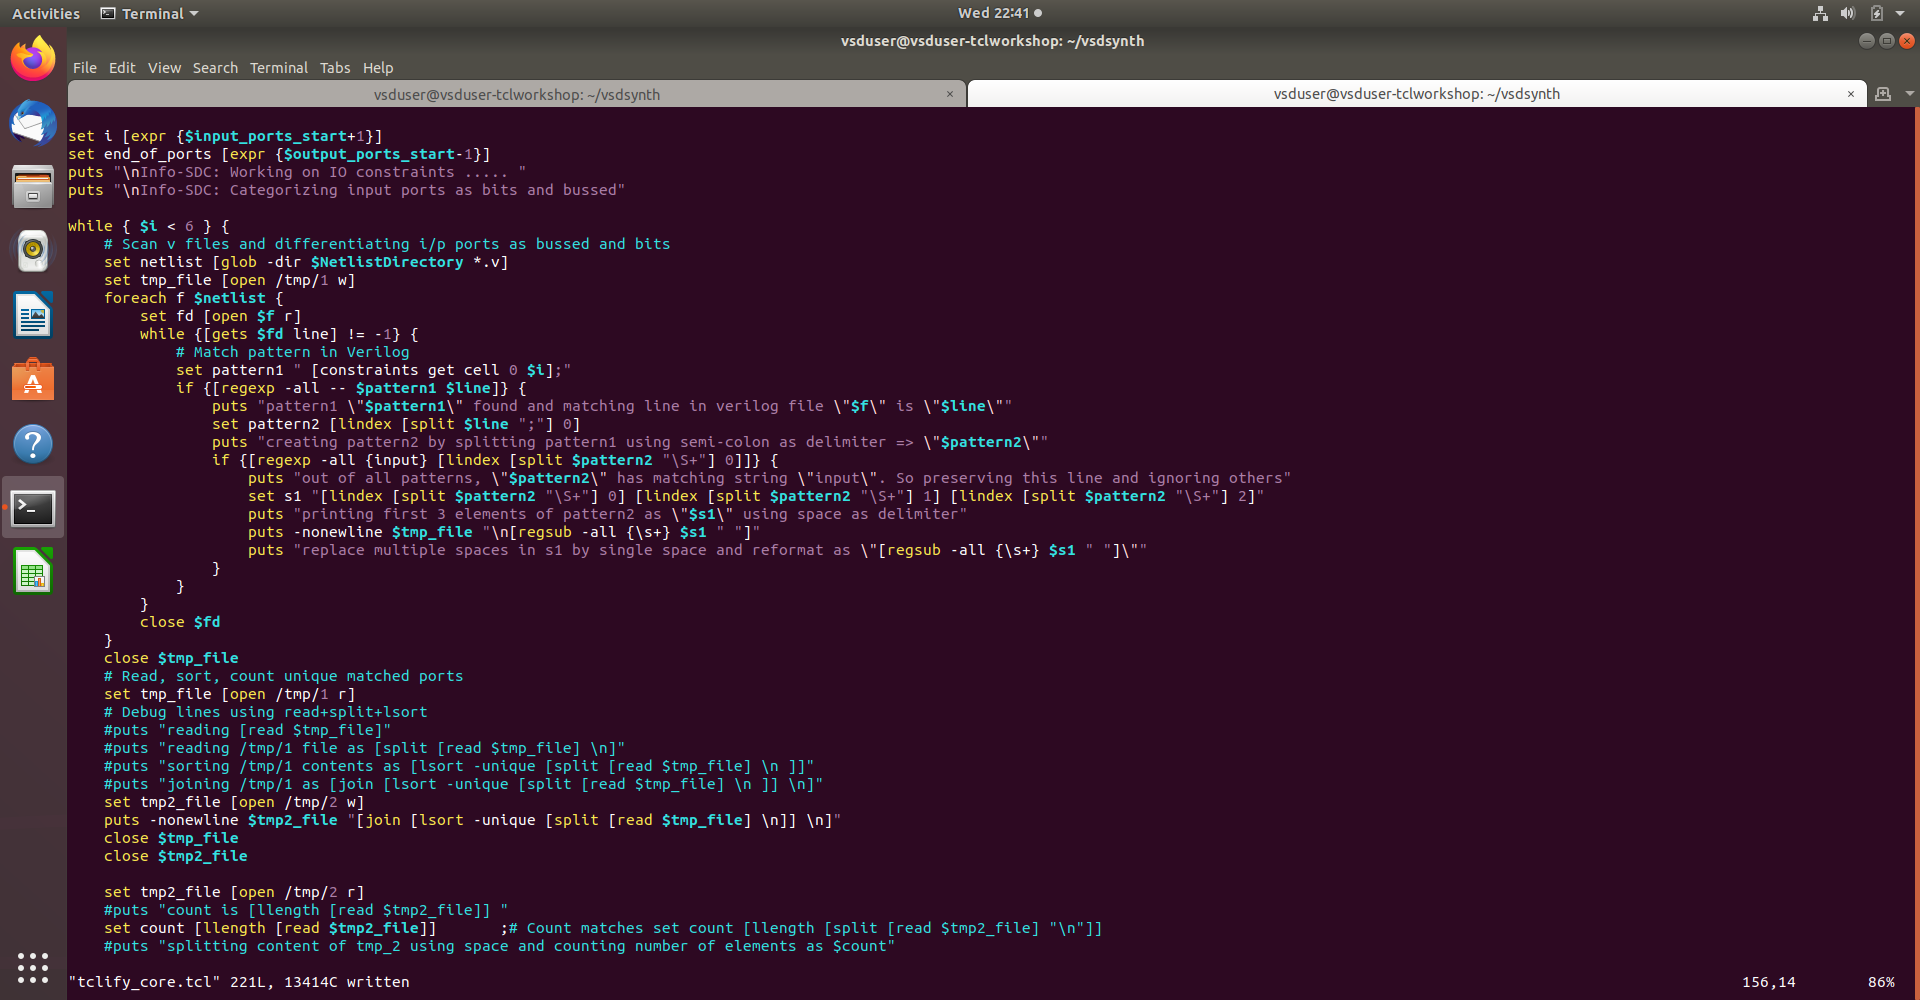 Activities Terminal Wed 22:41
vsduser@vsduser-tclworkshop: ~/vsdsynth
File Edit View Search Terminal Tabs Help
vsduser@vsduser-tclworkshop: ~/vsdsynth × vsduser@vsduser-tclworkshop: ~/vsdsynth ×
set i [expr {$input_ports_start+1}]
set end_of_ports [expr {$output_ports_start-1}]
puts "\nInfo-SDC: Working on IO constraints ..... "
puts "\nInfo-SDC: Categorizing input ports as bits and bussed"

while { $i < 6 } {
    # Scan v files and differentiating i/p ports as bussed and bits
    set netlist [glob -dir $NetlistDirectory *.v]
    set tmp_file [open /tmp/1 w]
    foreach f $netlist {
        set fd [open $f r]
        while {[gets $fd line] != -1} {
            # Match pattern in Verilog
            set pattern1 " [constraints get cell 0 $i];"
            if {[regexp -all -- $pattern1 $line]} {
                puts "pattern1 \"$pattern1\" found and matching line in verilog file \"$f\" is \"$line\""
                set pattern2 [lindex [split $line ";"] 0]
                puts "creating pattern2 by splitting pattern1 using semi-colon as delimiter => \"$pattern2\""
                if {[regexp -all {input} [lindex [split $pattern2 "\S+"] 0]]} {
                    puts "out of all patterns, \"$pattern2\" has matching string \"input\". So preserving this line and ignoring others"
                    set s1 "[lindex [split $pattern2 "\S+"] 0] [lindex [split $pattern2 "\S+"] 1] [lindex [split $pattern2 "\S+"] 2]"
                    puts "printing first 3 elements of pattern2 as \"$s1\" using space as delimiter"
                    puts -nonewline $tmp_file "\n[regsub -all {\s+} $s1 " "]"
                    puts "replace multiple spaces in s1 by single space and reformat as \"[regsub -all {\s+} $s1 " "]\""
                }
            }
        }
        close $fd
    }
    close $tmp_file
    # Read, sort, count unique matched ports
    set tmp_file [open /tmp/1 r]
    # Debug lines using read+split+lsort
    #puts "reading [read $tmp_file]"
    #puts "reading /tmp/1 file as [split [read $tmp_file] \n]"
    #puts "sorting /tmp/1 contents as [lsort -unique [split [read $tmp_file] \n ]]"
    #puts "joining /tmp/1 as [join [lsort -unique [split [read $tmp_file] \n ]] \n]"
    set tmp2_file [open /tmp/2 w]
    puts -nonewline $tmp2_file "[join [lsort -unique [split [read $tmp_file] \n]] \n]"
    close $tmp_file
    close $tmp2_file

    set tmp2_file [open /tmp/2 r]
    #puts "count is [llength [read $tmp2_file]] "
    set count [llength [read $tmp2_file]]       ;# Count matches set count [llength [split [read $tmp2_file] "\n"]]
    #puts "splitting content of tmp_2 using space and counting number of elements as $count"

"tclify_core.tcl" 221L, 13414C written 156,14 86%